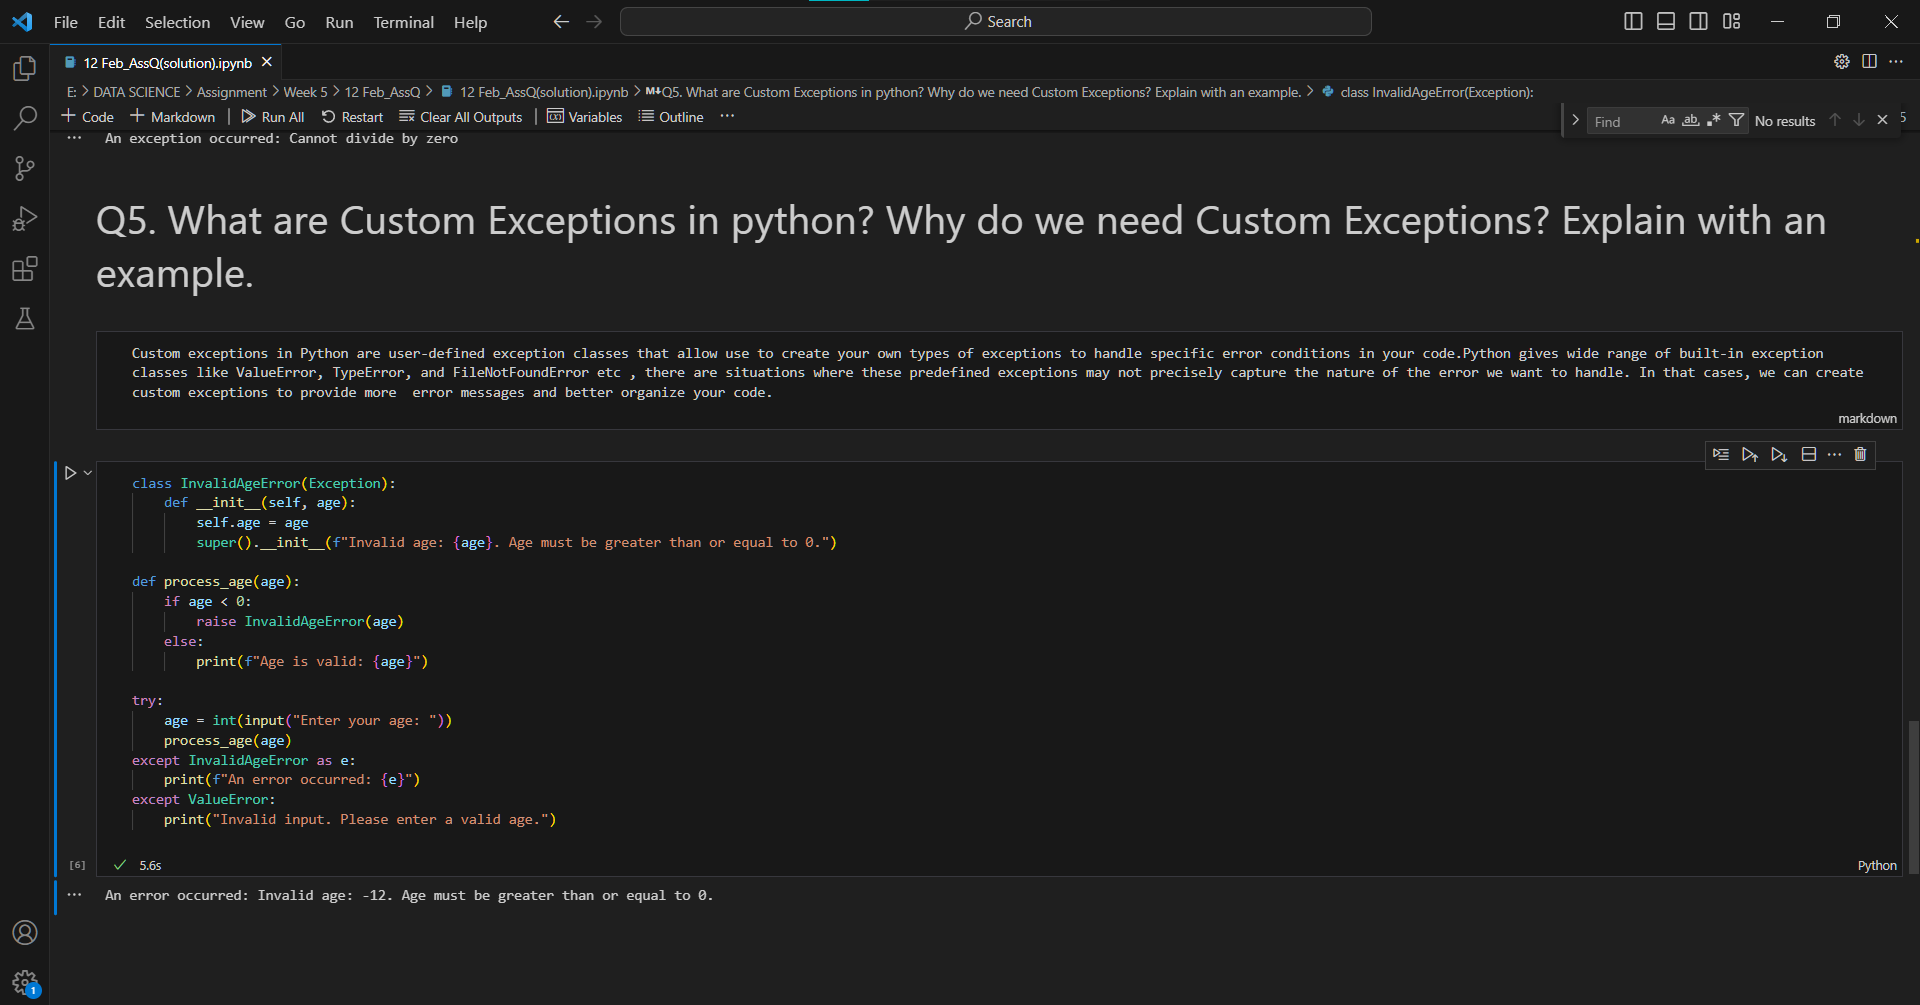 File Edit Selection View Go Run Terminal Help Search
12 Feb_AssQ(solution).ipynb
E: > DATA SCIENCE > Assignment > Week 5 > 12 Feb_AssQ > 12 Feb_AssQ(solution).ipynb > M↓Q5. What are Custom Exceptions in python? Why do we need Custom Exceptions? Explain with an example. > class InvalidAgeError(Exception):
+ Code + Markdown | Run All Restart Clear All Outputs | Variables Outline ···
Find Aa ab .* No results
5
··· An exception occurred: Cannot divide by zero
Q5. What are Custom Exceptions in python? Why do we need Custom Exceptions? Explain with an
example.
Custom exceptions in Python are user-defined exception classes that allow use to create your own types of exceptions to handle specific error conditions in your code.Python gives wide range of built-in exception
classes like ValueError, TypeError, and FileNotFoundError etc , there are situations where these predefined exceptions may not precisely capture the nature of the error we want to handle. In that cases, we can create
custom exceptions to provide more  error messages and better organize your code.
markdown
class InvalidAgeError(Exception):
    def __init__(self, age):
        self.age = age
        super().__init__(f"Invalid age: {age}. Age must be greater than or equal to 0.")
def process_age(age):
    if age < 0:
        raise InvalidAgeError(age)
    else:
        print(f"Age is valid: {age}")
try:
    age = int(input("Enter your age: "))
    process_age(age)
except InvalidAgeError as e:
    print(f"An error occurred: {e}")
except ValueError:
    print("Invalid input. Please enter a valid age.")
[6] ✓ 5.6s
Python
··· An error occurred: Invalid age: -12. Age must be greater than or equal to 0.
1